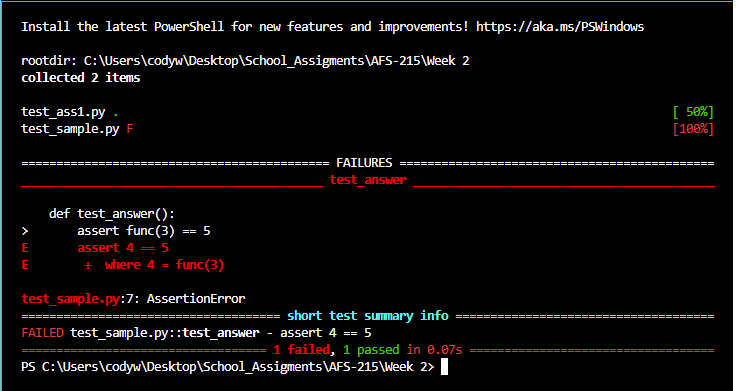 Install the latest PowerShell for new features and improvements! https://aka.ms/PSWindows
rootdir: C:\Users\codyw\Desktop\School_Assigments\AFS-215\Week 2
collected 2 items
test_ass1.py . [ 50%]
test_sample.py F [100%]
============================================ FAILURES =============================================
___________________________________________ test_answer ___________________________________________
def test_answer():
> assert func(3) == 5
E assert 4 == 5
E + where 4 = func(3)
test_sample.py:7: AssertionError
===================================== short test summary info =====================================
FAILED test_sample.py::test_answer - assert 4 == 5
=================================== 1 failed, 1 passed in 0.07s ===================================
PS C:\Users\codyw\Desktop\School_Assigments\AFS-215\Week 2>